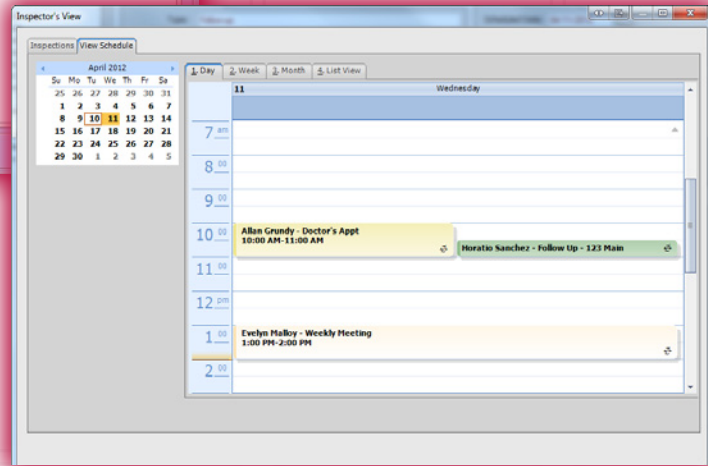 Inspector's View
Inspections View Schedule
April 2012
Su Mo Tu We Th Fr Sa
25 26 27 28 29 30 31
1 2 3 4 5 6 7
8 9 10 11 12 13 14
15 16 17 18 19 20 21
22 23 24 25 26 27 28
29 30 1 2 3 4 5
1. Day 2. Week 3. Month 4. List View
11 Wednesday
7 am
8 00
9 00
10 00
Allan Grundy - Doctor's Appt
10:00 AM-11:00 AM
Horatio Sanchez - Follow Up - 123 Main
11 00
12 pm
1 00
Evelyn Malloy - Weekly Meeting
1:00 PM-2:00 PM
2 00